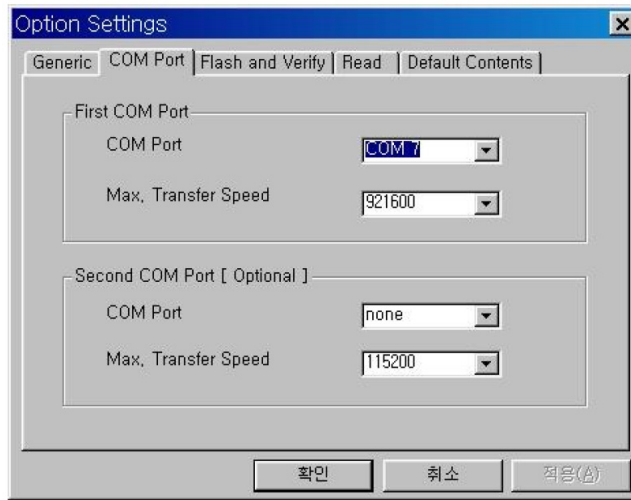 Option Settings
Generic COM Port Flash and Verify Read Default Contents
First COM Port
COM Port COM 7
Max, Transfer Speed 921600
Second COM Port [ Optional ]
COM Port none
Max, Transfer Speed 115200
확인 취소 적용(A)